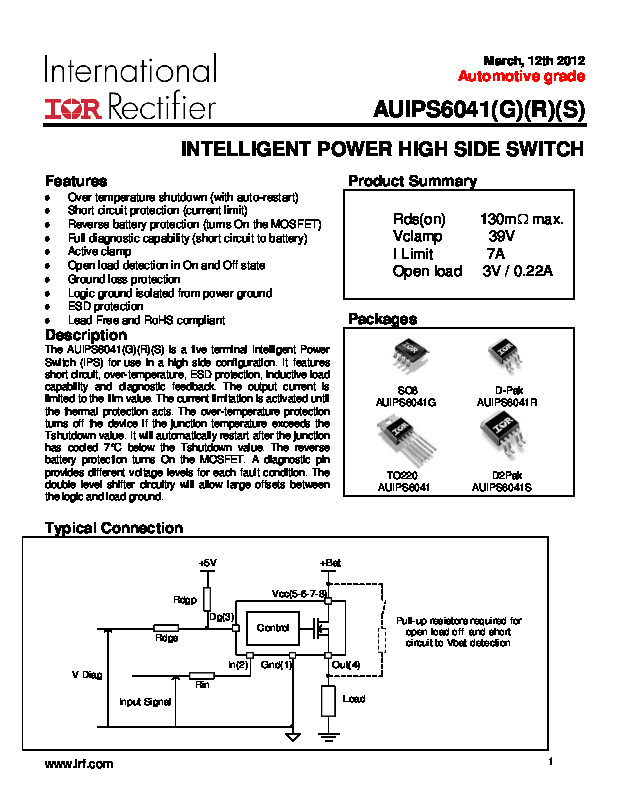 International
IOR Rectifier
March, 12th 2012
Automotive grade
AUIPS6041(G)(R)(S)
INTELLIGENT POWER HIGH SIDE SWITCH
Features
• Over temperature shutdown (with auto-restart)
• Short circuit protection (current limit)
• Reverse battery protection (turns On the MOSFET)
• Full diagnostic capability (short circuit to battery)
• Active clamp
• Open load detection in On and Off state
• Ground loss protection
• Logic ground isolated from power ground
• ESD protection
• Lead Free and RoHS compliant
Description
The AUIPS6041(G)(R)(S) is a five terminal Intelligent Power
Switch (IPS) for use in a high side configuration. It features
short circuit, over-temperature, ESD protection, inductive load
capability and diagnostic feedback. The output current is
limited to the Ilim value. The current limitation is activated until
the thermal protection acts. The over-temperature protection
turns off the device if the junction temperature exceeds the
Tshutdown value. It will automatically restart after the junction
has cooled 7°C below the Tshutdown value. The reverse
battery protection turns On the MOSFET. A diagnostic pin
provides different voltage levels for each fault condition. The
double level shifter circuitry will allow large offsets between
the logic and load ground.
Product Summary
Rds(on) 130mΩ max.
Vclamp 39V
I Limit 7A
Open load 3V / 0.22A
Packages
IOR
IOR
SO8
AUIPS6041G
D-Pak
AUIPS6041R
IOR
IOR
TO220
AUIPS6041
D2Pak
AUIPS6041S
Typical Connection
+5V
+Bat
Vcc(5-6-7-8)
Rdgp
Dg(3)
Control
Rdgs
Pull-up resistors required for
open load off and short
circuit to Vbat detection
In(2)
Gnd(1)
Out(4)
V Diag
Rin
Input Signal
Load
www.irf.com
1